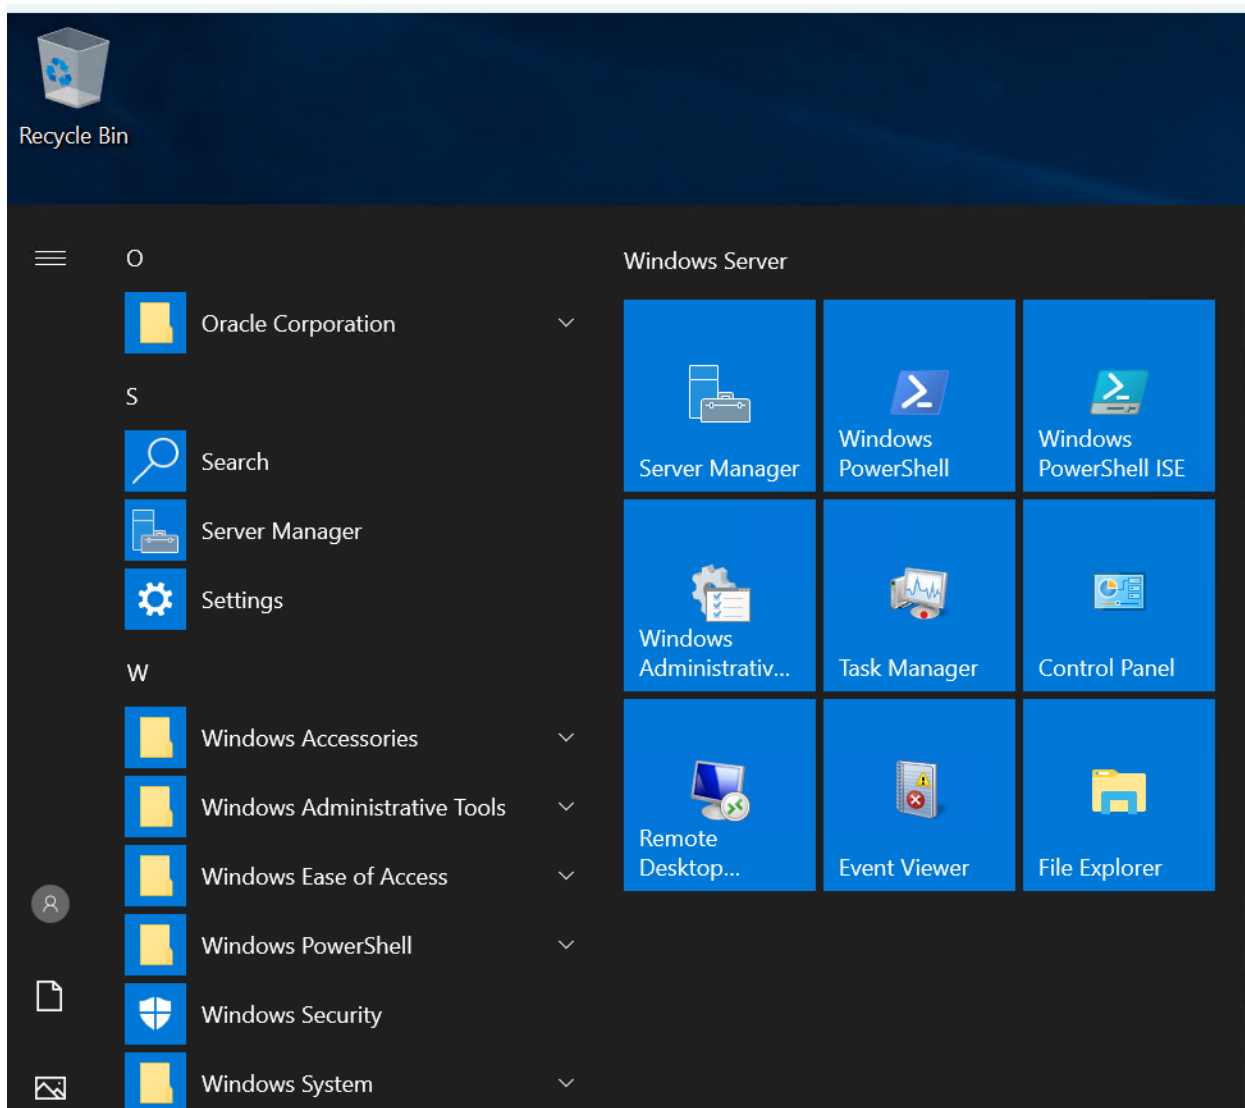 Recycle Bin
O
Oracle Corporation
S
Search
Server Manager
Settings
W
Windows Accessories
Windows Administrative Tools
Windows Ease of Access
Windows PowerShell
Windows Security
Windows System
Windows Server
Server Manager
Windows
PowerShell
Windows
PowerShell ISE
Windows
Administrativ...
Task Manager
Control Panel
Remote
Desktop...
Event Viewer
File Explorer